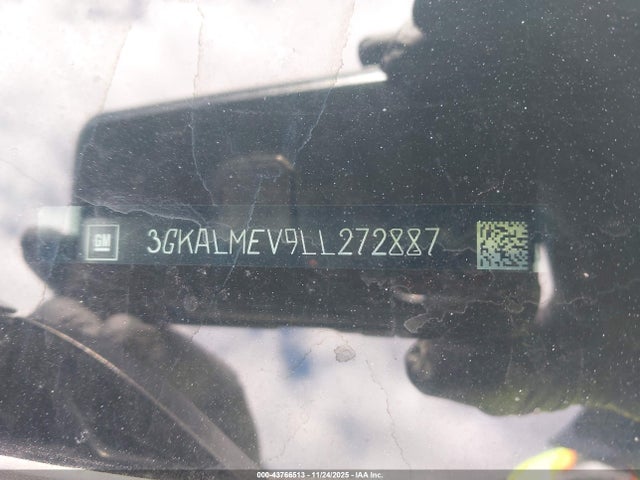 GM 3GKALMEV9LL272887
000-43766513 - 11/24/2025 - IAA Inc.